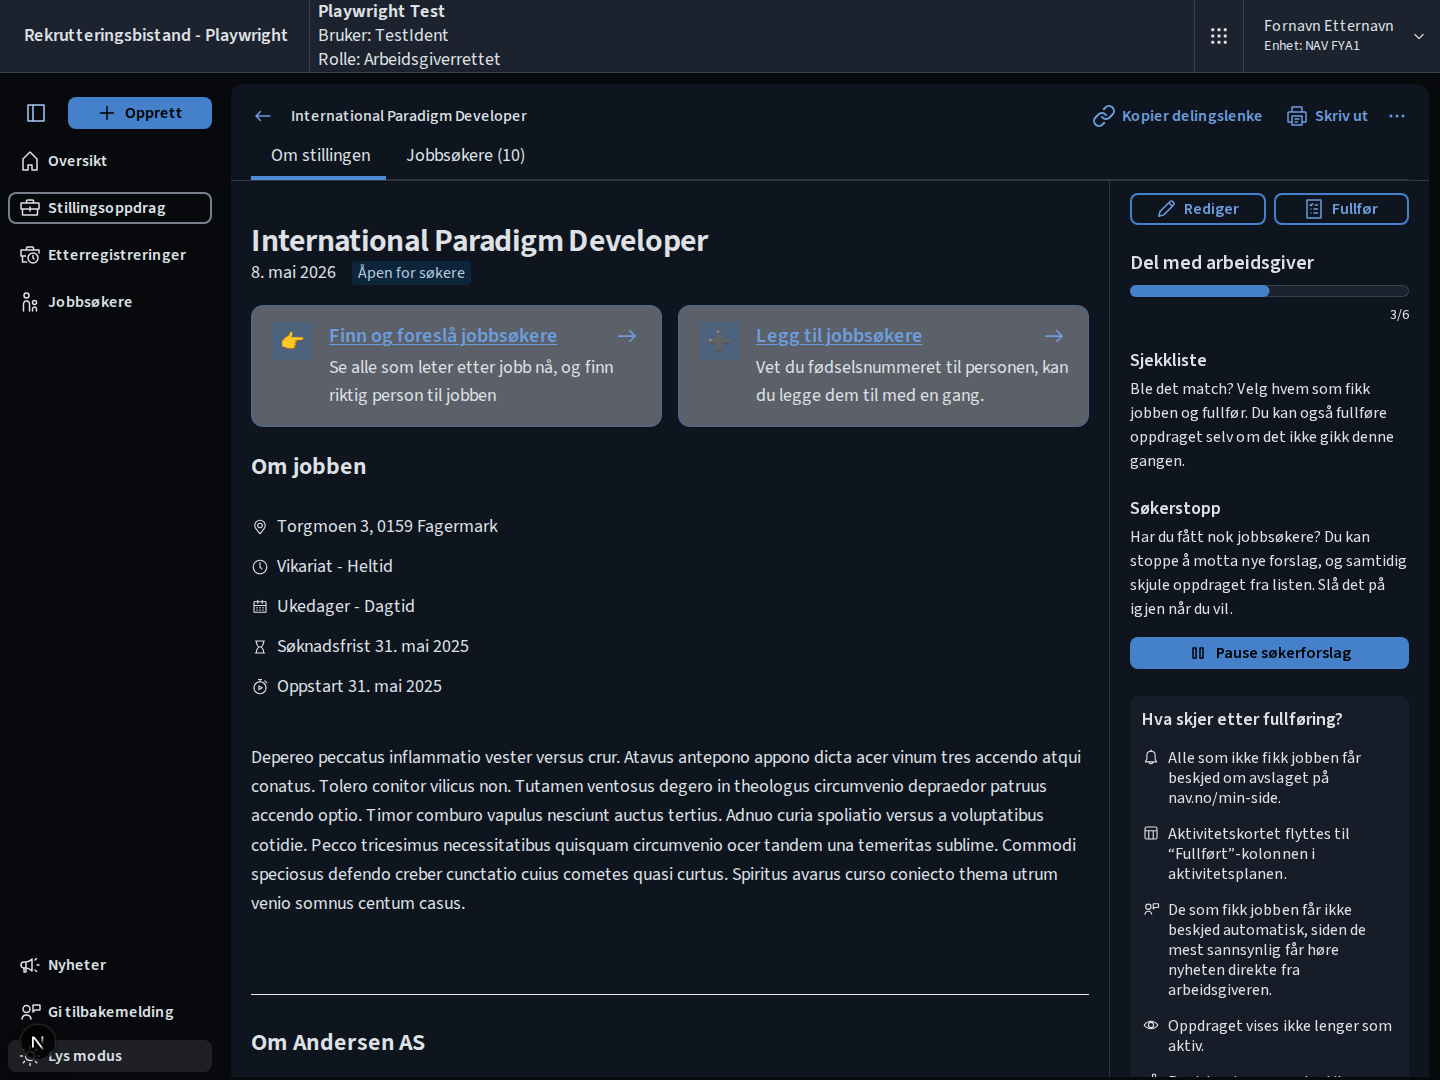 Rekrutteringsbistand - Playwright
Playwright Test
Bruker: TestIdent
Rolle: Arbeidsgiverrettet
Fornavn Etternavn
Enhet: NAV FYA1
Opprett
Oversikt
Stillingsoppdrag
Etterregistreringer
Jobbsøkere
Nyheter
Gi tilbakemelding
N
Lys modus
International Paradigm Developer
Kopier delingslenke
Skriv ut
Om stillingen
Jobbsøkere (10)
International Paradigm Developer
8. mai 2026
Åpen for søkere
Finn og foreslå jobbsøkere
Se alle som leter etter jobb nå, og finn
riktig person til jobben
Legg til jobbsøkere
Vet du fødselsnummeret til personen, kan
du legge dem til med en gang.
Om jobben
Torgmoen 3, 0159 Fagermark
Vikariat - Heltid
Ukedager - Dagtid
Søknadsfrist 31. mai 2025
Oppstart 31. mai 2025
Depereo peccatus inflammatio vester versus crur. Atavus antepono appono dicta acer vinum tres accendo atqui
conatus. Tolero conitor vilicus non. Tutamen ventosus degero in theologus circumvenio depraedor patruus
accendo optio. Timor comburo vapulus nesciunt auctus tertius. Adnuo curia spoliatio versus a voluptatibus
cotidie. Pecco tricesimus necessitatibus quisquam circumvenio ocer tandem una temeritas sublime. Commodi
speciosus defendo creber cunctatio cuius cometes quasi curtus. Spiritus avarus curso coniecto thema utrum
venio somnus centum casus.
Om Andersen AS
Rediger
Fullfør
Del med arbeidsgiver
3/6
Sjekkliste
Ble det match? Velg hvem som fikk
jobben og fullfør. Du kan også fullføre
oppdraget selv om det ikke gikk denne
gangen.
Søkerstopp
Har du fått nok jobbsøkere? Du kan
stoppe å motta nye forslag, og samtidig
skjule oppdraget fra listen. Slå det på
igjen når du vil.
Pause søkerforslag
Hva skjer etter fullføring?
Alle som ikke fikk jobben får
beskjed om avslaget på
nav.no/min-side.
Aktivitetskortet flyttes til
“Fullført”-kolonnen i
aktivitetsplanen.
De som fikk jobben får ikke
beskjed automatisk, siden de
mest sannsynlig får høre
nyheten direkte fra
arbeidsgiveren.
Oppdraget vises ikke lenger som
aktiv.